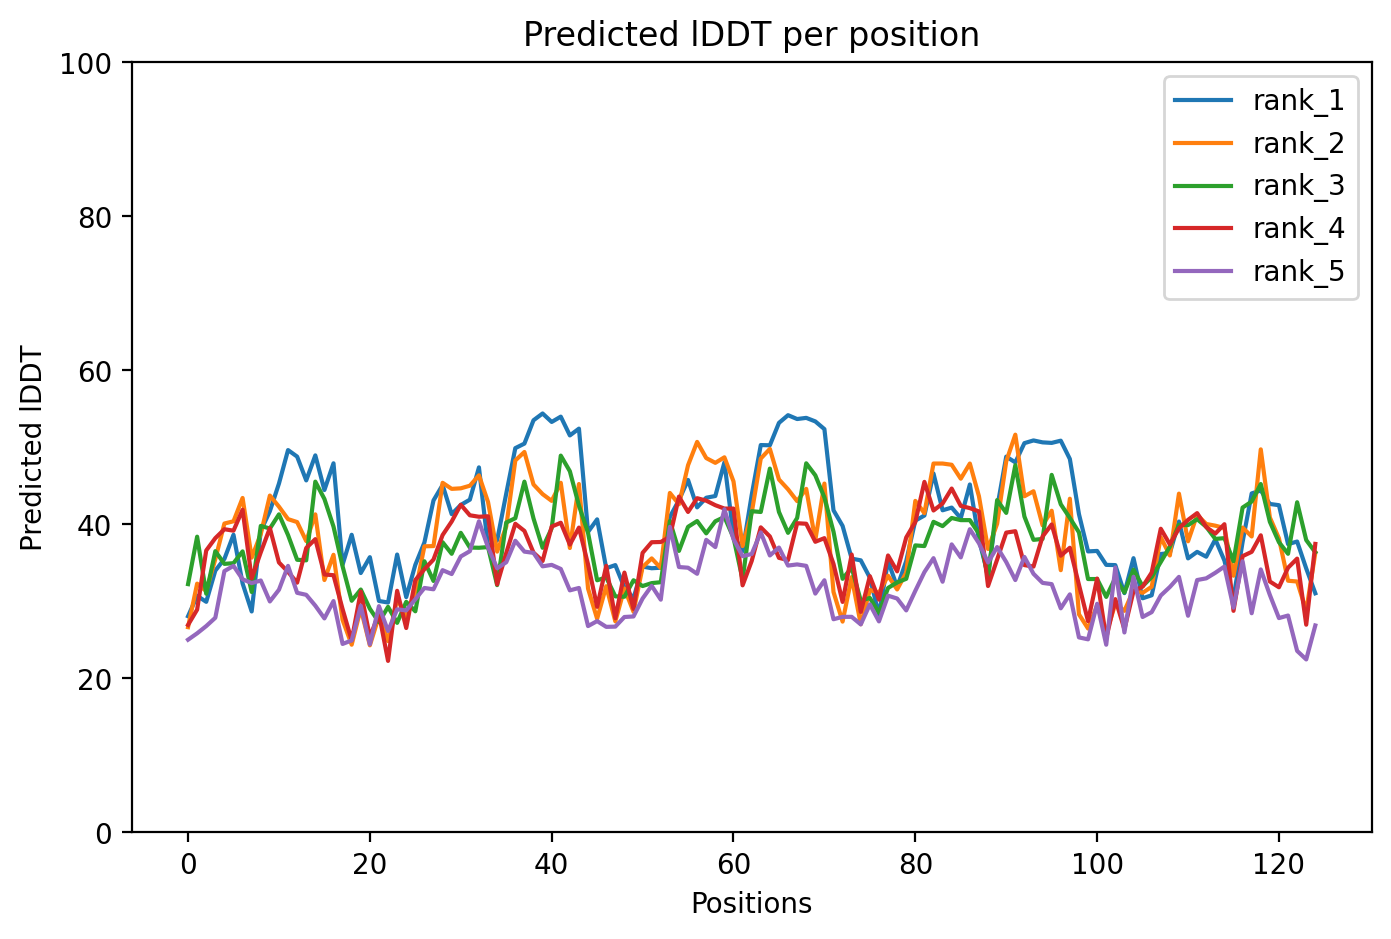 Predicted lDDT per position
Predicted lDDT
100
80
60
40
20
0
rank_1
rank_2
rank_3
rank_4
rank_5
0 20 40 60 80 100 120
Positions